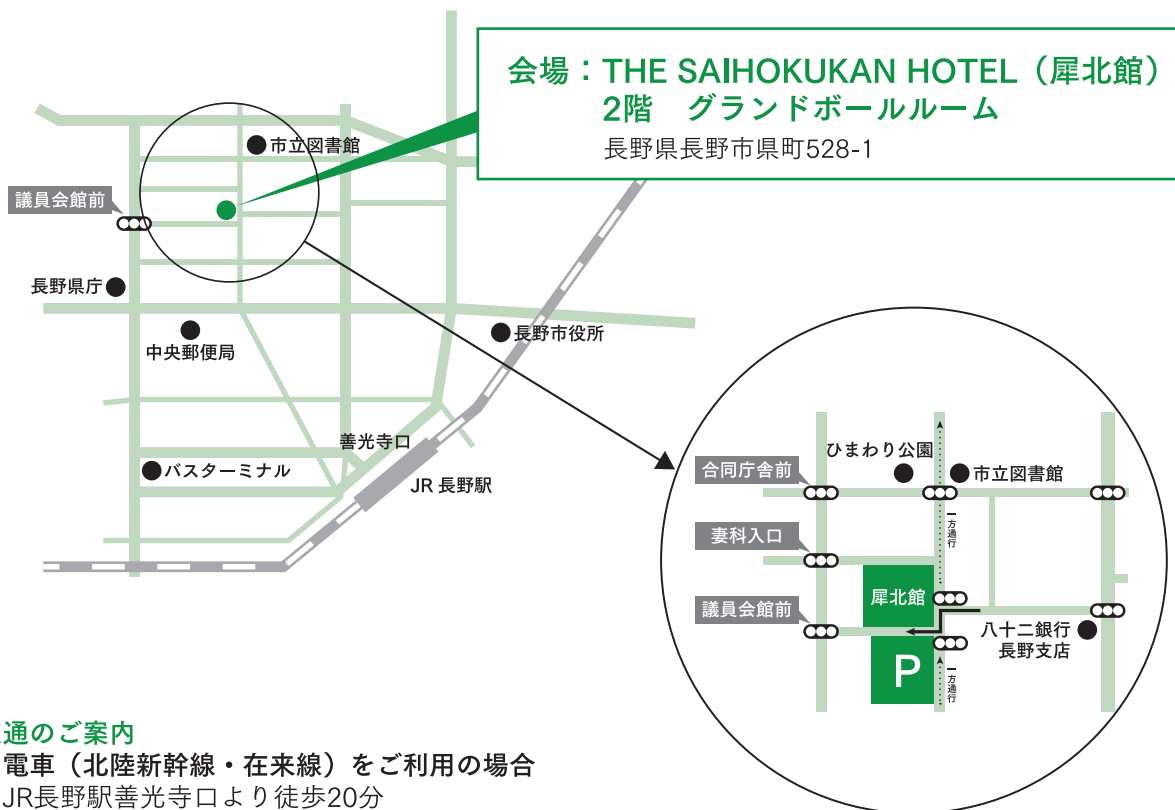 会場：THE SAIHOKUKAN HOTEL（犀北館）
2階　グランドボールルーム
長野県長野市県町528-1
市立図書館
議員会館前
長野県庁
中央郵便局
長野市役所
善光寺口
バスターミナル
JR 長野駅
ひまわり公園
合同庁舎前
市立図書館
一方通行
妻科入口
犀北館
議員会館前
八十二銀行
長野支店
P
一方通行
通のご案内
電車（北陸新幹線・在来線）をご利用の場合
JR長野駅善光寺口より徒歩20分